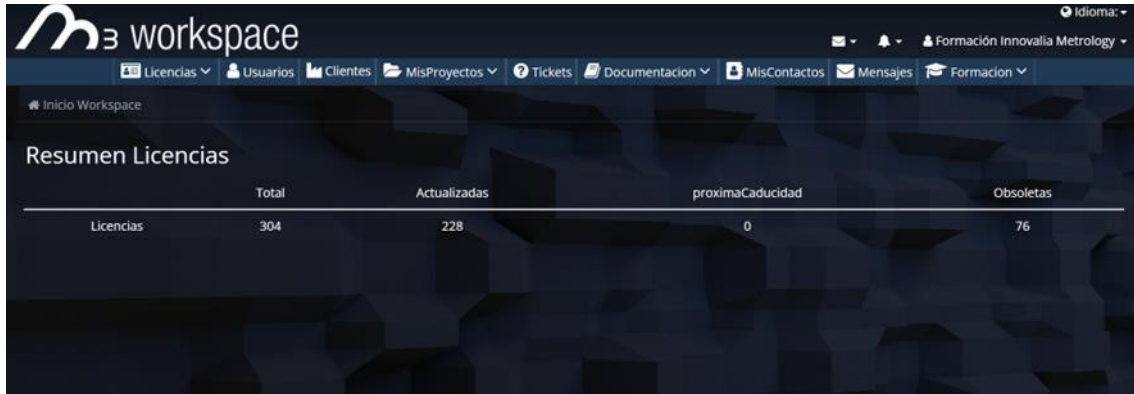 Idioma:
M3 workspace
Formación Innovalia Metrology
Licencias Usuarios Clientes MisProyectos Tickets Documentacion MisContactos Mensajes Formacion
Inicio Workspace
Resumen Licencias
Total Actualizadas proximaCaducidad Obsoletas
Licencias 304 228 0 76